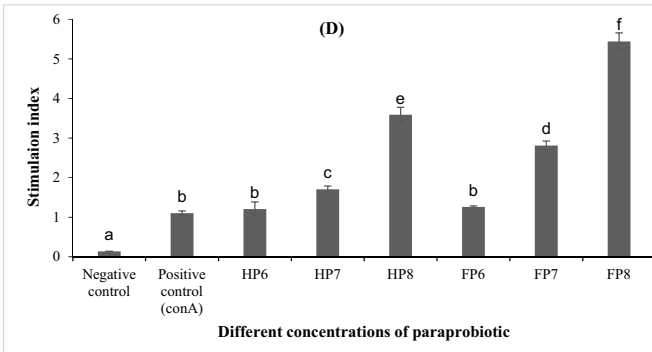 (D)
Stimulaion index
6
5
4
3
2
1
0
a
b
b
c
e
b
d
f
Negative control
Positive control (conA)
HP6
HP7
HP8
FP6
FP7
FP8
Different concentrations of paraprobiotic